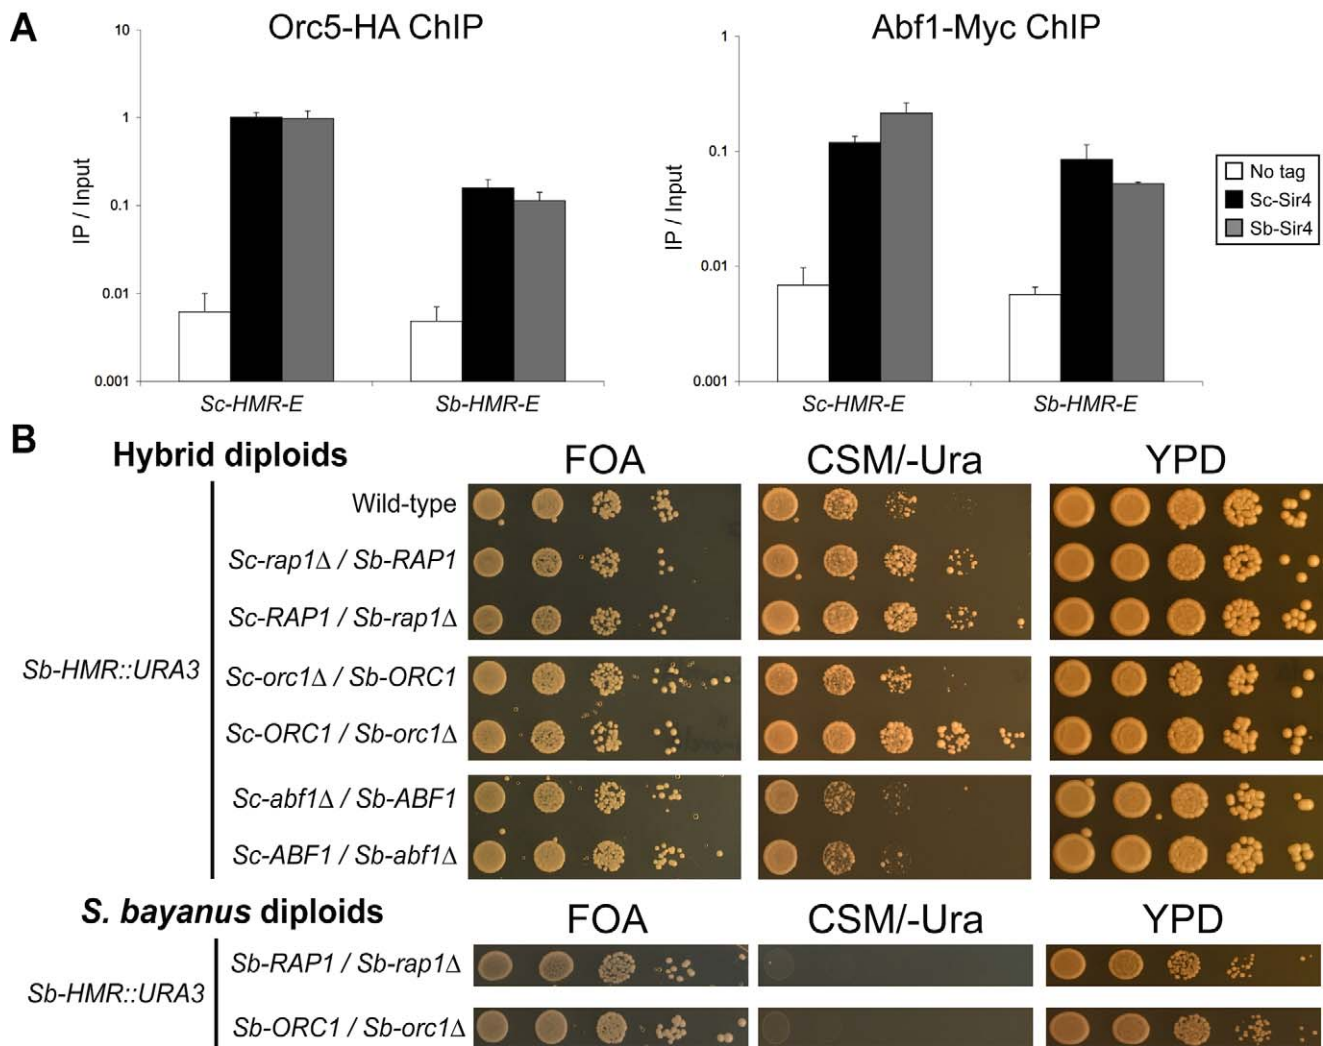 A
Orc5-HA ChIP
Abf1-Myc ChIP
10
1
0.1
0.01
0.001
IP / Input
Sc-HMR-E
Sb-HMR-E
1
0.1
0.01
0.001
IP / Input
Sc-HMR-E
Sb-HMR-E
No tag
Sc-Sir4
Sb-Sir4
B
Hybrid diploids
FOA
CSM/-Ura
YPD
Wild-type
Sc-rap1Δ / Sb-RAP1
Sc-RAP1 / Sb-rap1Δ
Sb-HMR::URA3
Sc-orc1Δ / Sb-ORC1
Sc-ORC1 / Sb-orc1Δ
Sc-abf1Δ / Sb-ABF1
Sc-ABF1 / Sb-abf1Δ
S. bayanus diploids
FOA
CSM/-Ura
YPD
Sb-RAP1 / Sb-rap1Δ
Sb-HMR::URA3
Sb-ORC1 / Sb-orc1Δ